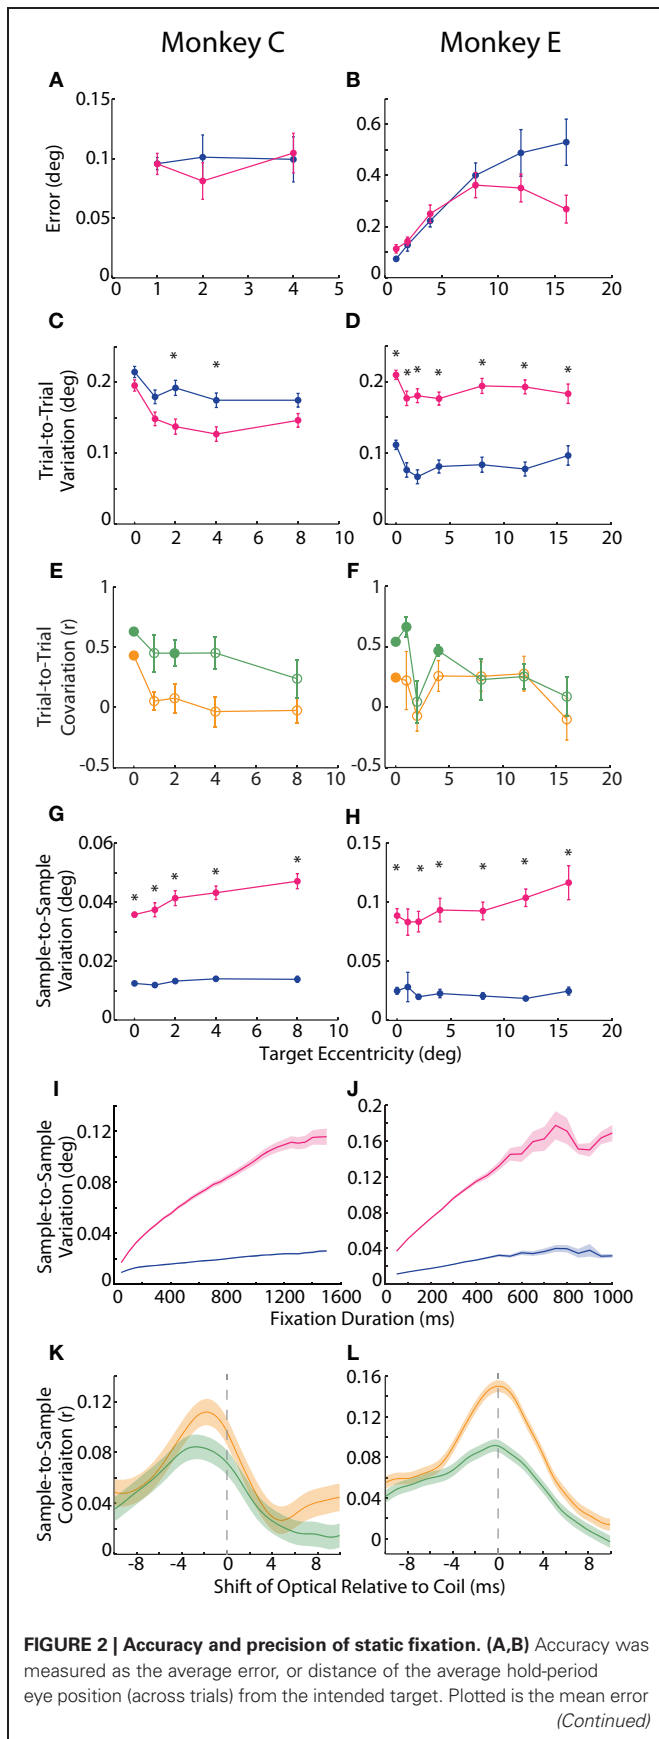 Monkey C
Monkey E
A
B
0.15
0.1
0.05
0
Error (deg)
0 1 2 3 4 5
0.6
0.4
0.2
0
0 5 10 15 20
C
D
0.2
0.1
0
Trial-to-Trial
Variation (deg)
* *
0 2 4 6 8 10
0.2
0.1
0
* * * * * * *
0 5 10 15 20
E
F
1
0.5
0
-0.5
Trial-to-Trial
Covariation (r)
0 2 4 6 8 10
1
0.5
0
-0.5
0 5 10 15 20
G
H
0.06
0.04
0.02
0
Sample-to-Sample
Variation (deg)
* * * * *
0 2 4 6 8 10
0.15
0.1
0.05
0
* * * * * *
0 5 10 15 20
Target Eccentricity (deg)
I
J
0.12
0.08
0.04
0
Sample-to-Sample
Variation (deg)
0 400 800 1200 1600
0.2
0.16
0.12
0.08
0.04
0
0 200 400 600 800 1000
Fixation Duration (ms)
K
L
0.12
0.08
0.04
0
Sample-to-Sample
Covariaiton (r)
-8 -4 0 4 8
0.16
0.12
0.08
0.04
0
-8 -4 0 4 8
Shift of Optical Relative to Coil (ms)
FIGURE 2 | Accuracy and precision of static fixation. (A,B) Accuracy was
measured as the average error, or distance of the average hold-period
eye position (across trials) from the intended target. Plotted is the mean error
(Continued)